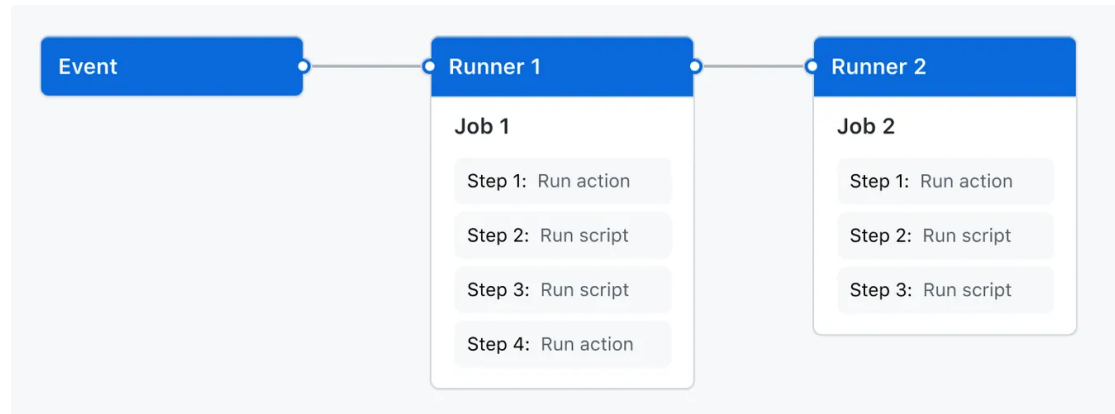 Event
Runner 1
Job 1
Step 1: Run action
Step 2: Run script
Step 3: Run script
Step 4: Run action
Runner 2
Job 2
Step 1: Run action
Step 2: Run script
Step 3: Run script